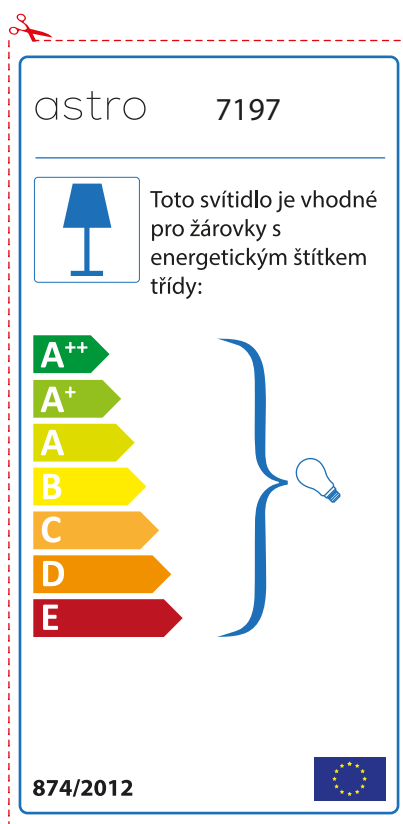 astro 7197
Toto svítidlo je vhodné
pro žárovky s
energetickým štítkem
třídy:
A++
A+
A
B
C
D
E
874/2012